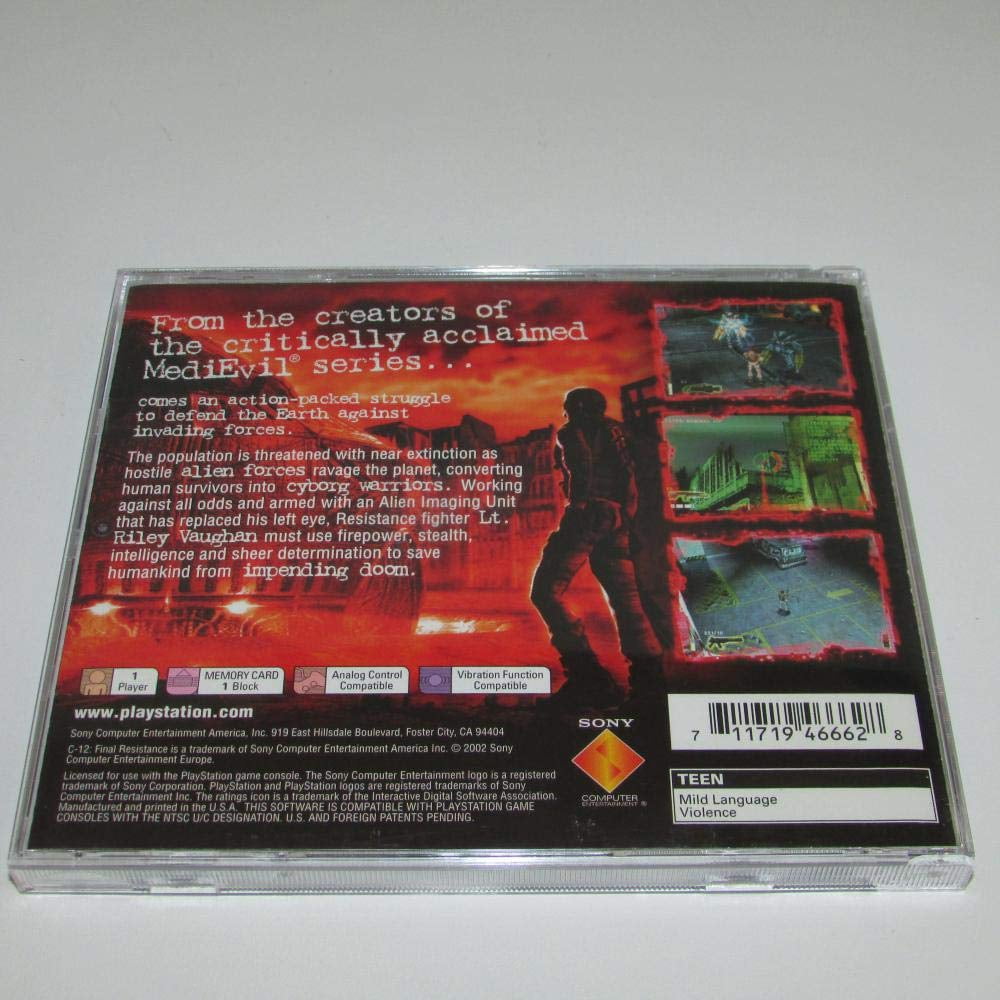 From the creators of
the critically acclaimed
MediEvil® series...
comes an action-packed struggle
to defend the Earth against
invading forces.
The population is threatened with near extinction as
hostile alien forces ravage the planet, converting
human survivors into cyborg warriors. Working
against all odds and armed with an Alien Imaging Unit
that has replaced his left eye, Resistance fighter Lt.
Riley Vaughan must use firepower, stealth,
intelligence and sheer determination to save
humankind from impending doom.
1
Player
MEMORY CARD
1 Block
Analog Control
Compatible
Vibration Function
Compatible
www.playstation.com
Sony Computer Entertainment America, Inc. 919 East Hillsdale Boulevard, Foster City, CA 94404
C-12: Final Resistance is a trademark of Sony Computer Entertainment America Inc. © 2002 Sony
Computer Entertainment Europe.
Licensed for use with the PlayStation game console. The Sony Computer Entertainment logo is a registered
trademark of Sony Corporation. PlayStation and PlayStation logos are registered trademarks of Sony
Computer Entertainment Inc. The ratings icon is a trademark of the Interactive Digital Software Association.
Manufactured and printed in the U.S.A. THIS SOFTWARE IS COMPATIBLE WITH PLAYSTATION GAME
CONSOLES WITH THE NTSC U/C DESIGNATION. U.S. AND FOREIGN PATENTS PENDING.
SONY
COMPUTER
ENTERTAINMENT ®
7 11719 46662 8
TEEN
Mild Language
Violence